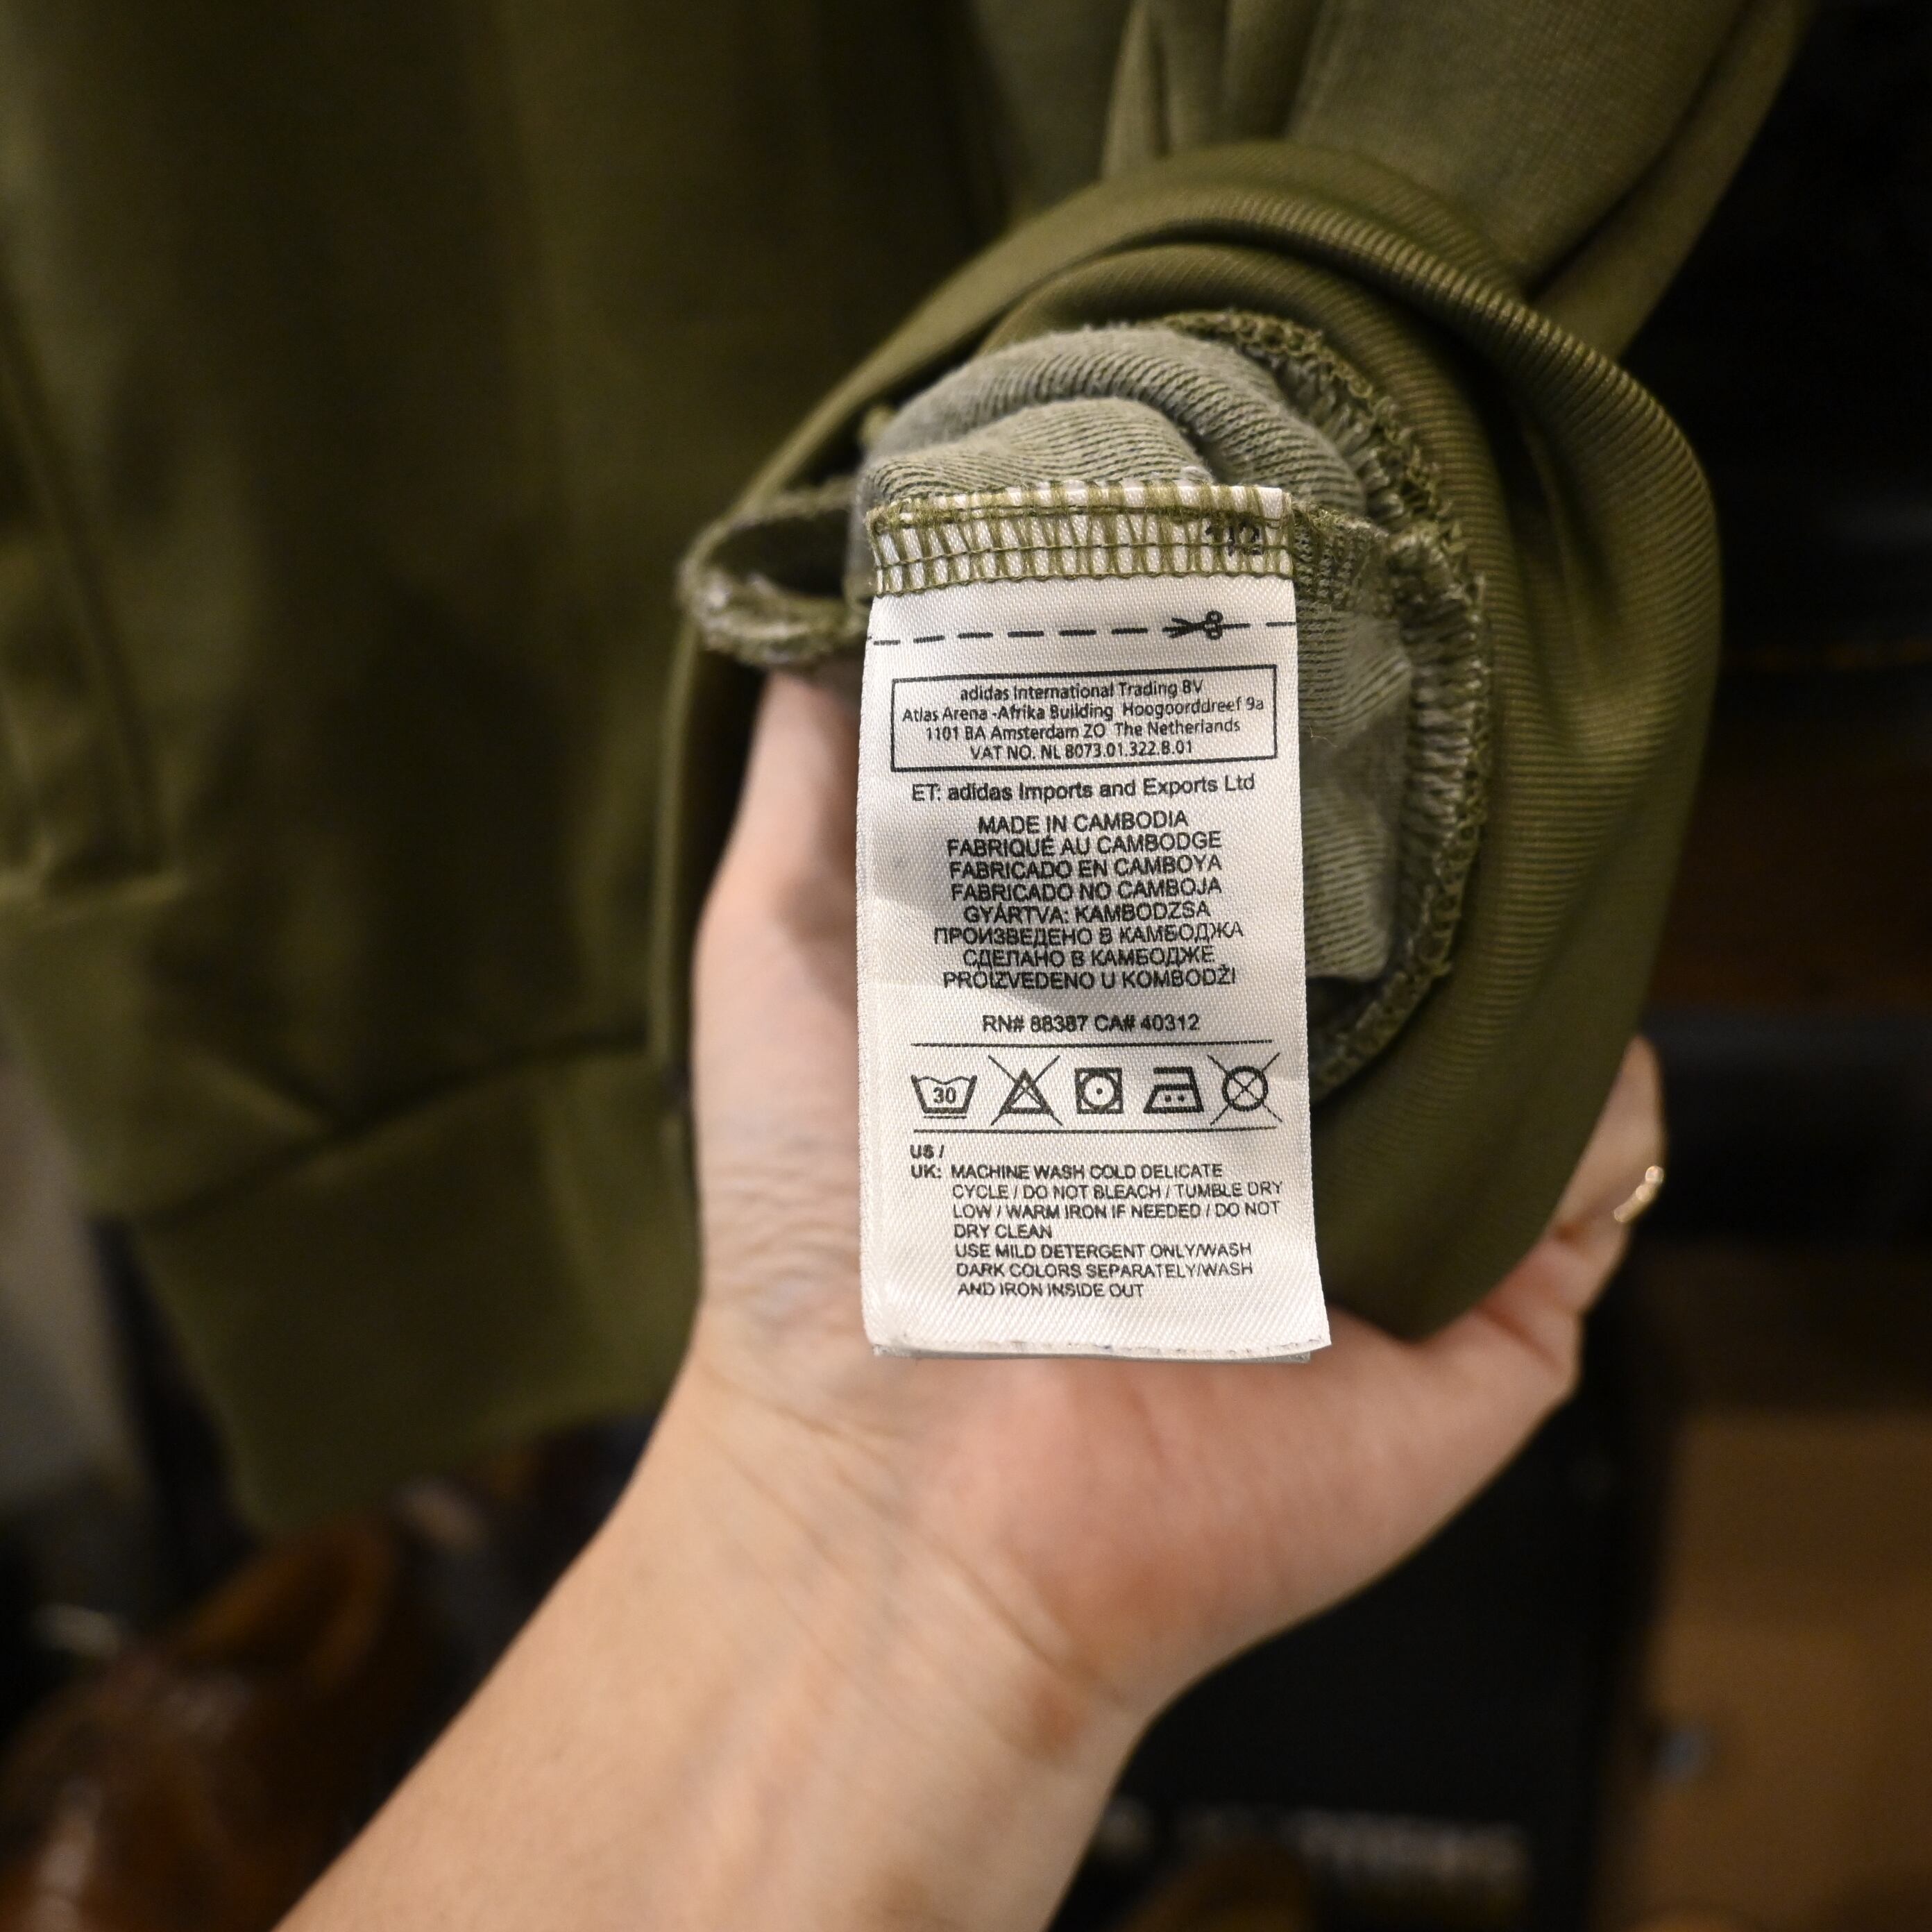 adidas International Trading BV
Atlas Arena -Afrika Building Hoogoorddreef 9a
1101 BA Amsterdam ZO The Netherlands
VAT NO. NL 8073.01.322.B.01
ET: adidas Imports and Exports Ltd
MADE IN CAMBODIA
FABRIQUÉ AU CAMBODGE
FABRICADO EN CAMBOYA
FABRICADO NO CAMBOJA
GYÁRTVA: KAMBODZSA
ПРОИЗВЕДЕНО В КАМБОДЖА
СДЕЛАНО В КАМБОДЖЕ
PROIZVEDENO U KOMBODŽI
RN# 88387 CA# 40312
30
US /
UK: MACHINE WASH COLD DELICATE
CYCLE / DO NOT BLEACH / TUMBLE DRY
LOW / WARM IRON IF NEEDED / DO NOT
DRY CLEAN
USE MILD DETERGENT ONLY/WASH
DARK COLORS SEPARATELY/WASH
AND IRON INSIDE OUT